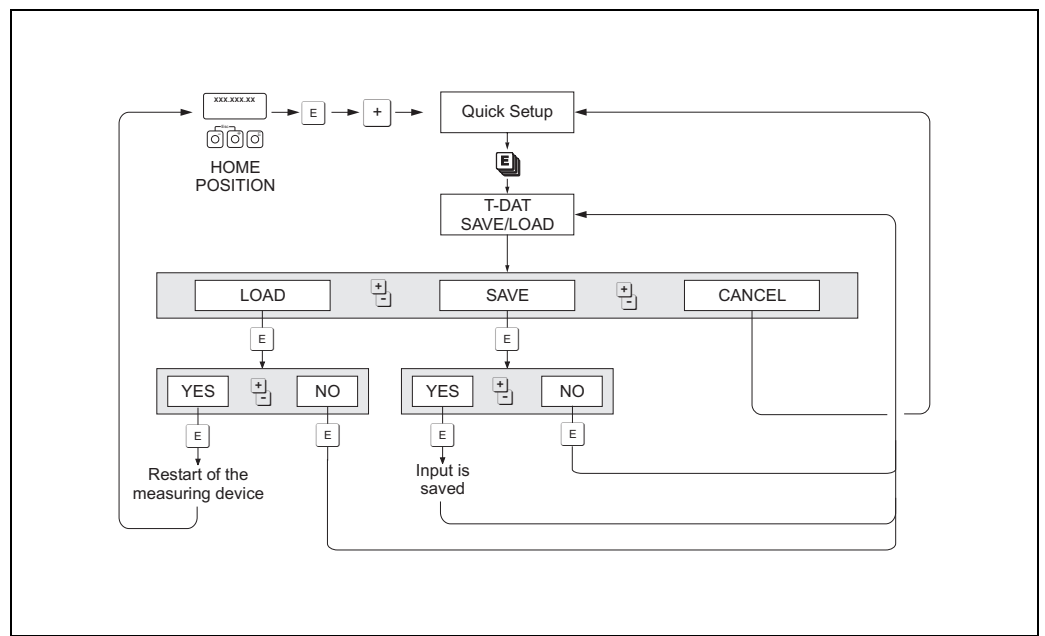 xxx.xxx.xx
E
+
Quick Setup
HOME
POSITION
E
T-DAT
SAVE/LOAD
LOAD
+
-
SAVE
+
-
CANCEL
E
E
YES
+
-
NO
YES
+
-
NO
E
E
E
E
Restart of the
measuring device
Input is
saved